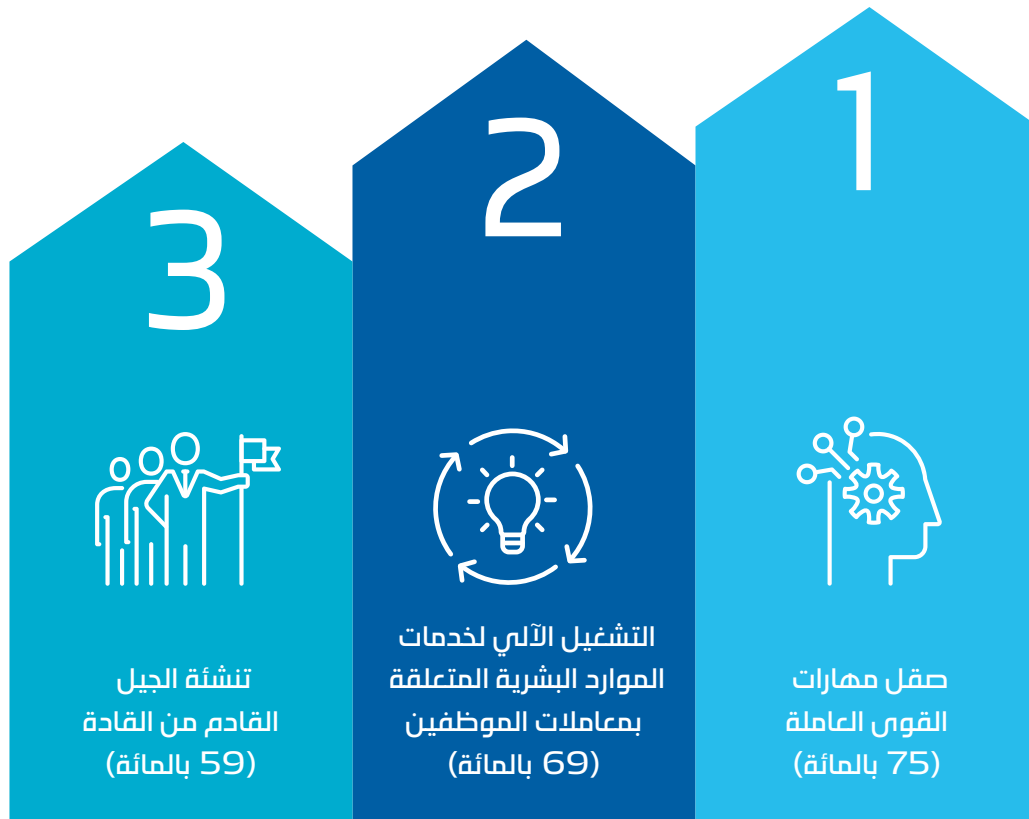 1
صقل مهارات
القوى العاملة
(75 بالمائة)
2
التشغيل الآلي لخدمات
الموارد البشرية المتعلقة
بمعاملات الموظفين
(69 بالمائة)
3
تنشئة الجيل
القادم من القادة
(59 بالمائة)